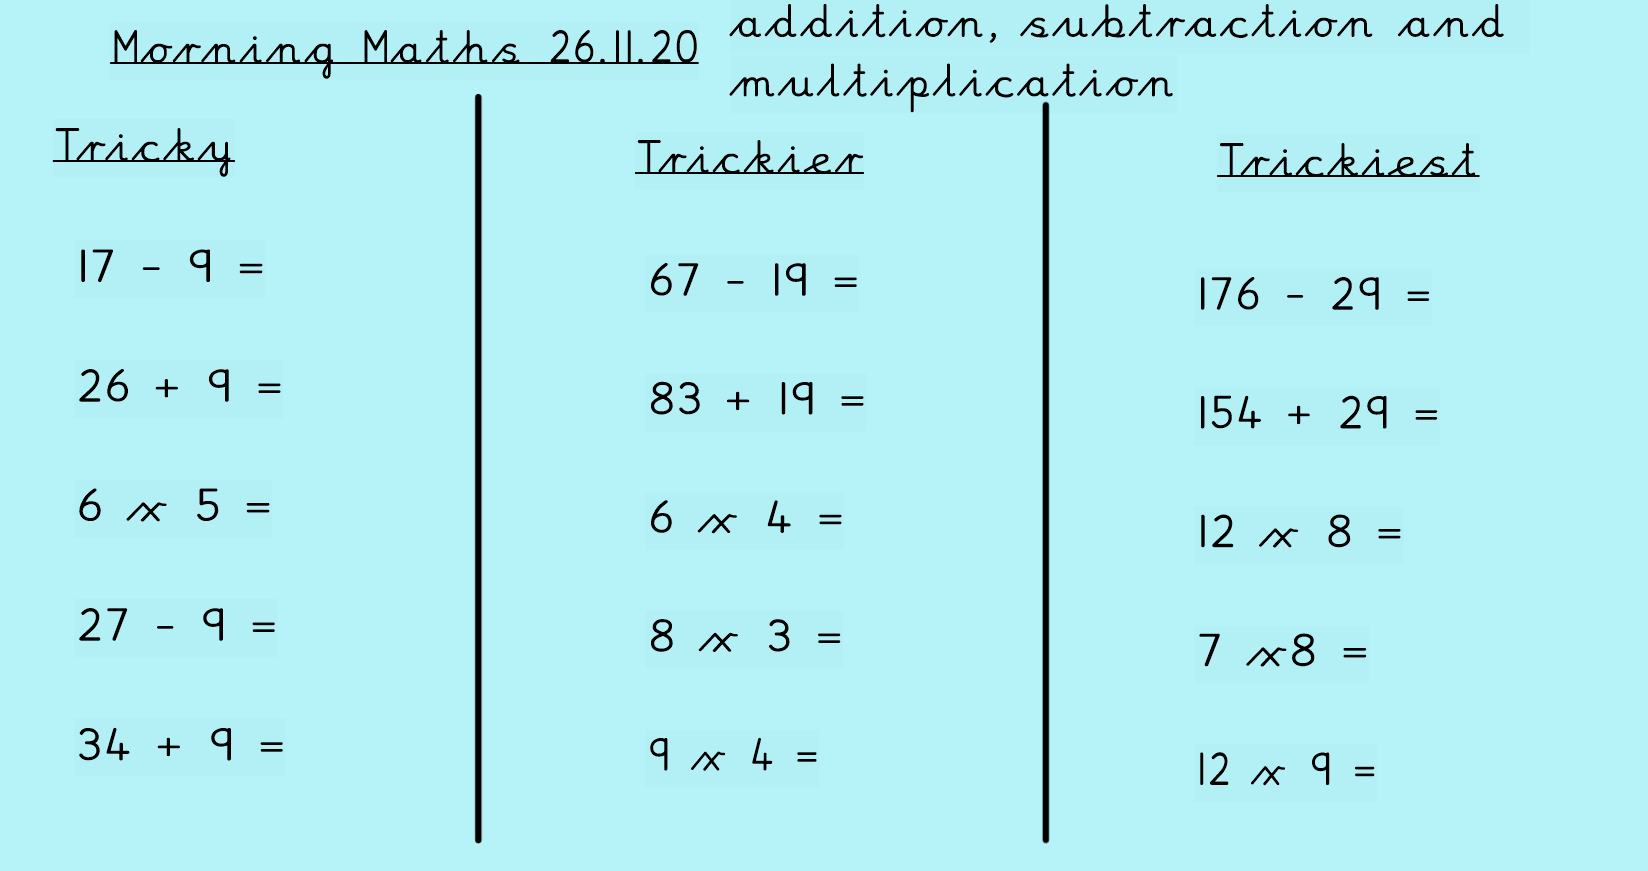 Morning Maths 26.11.20
addition, subtraction and
multiplication
Tricky
17 - 9 =
26 + 9 =
6 x 5 =
27 - 9 =
34 + 9 =
Trickier
67 - 19 =
83 + 19 =
6 x 4 =
8 x 3 =
9 x 4 =
Trickiest
176 - 29 =
154 + 29 =
12 x 8 =
7 x8 =
12 x 9 =